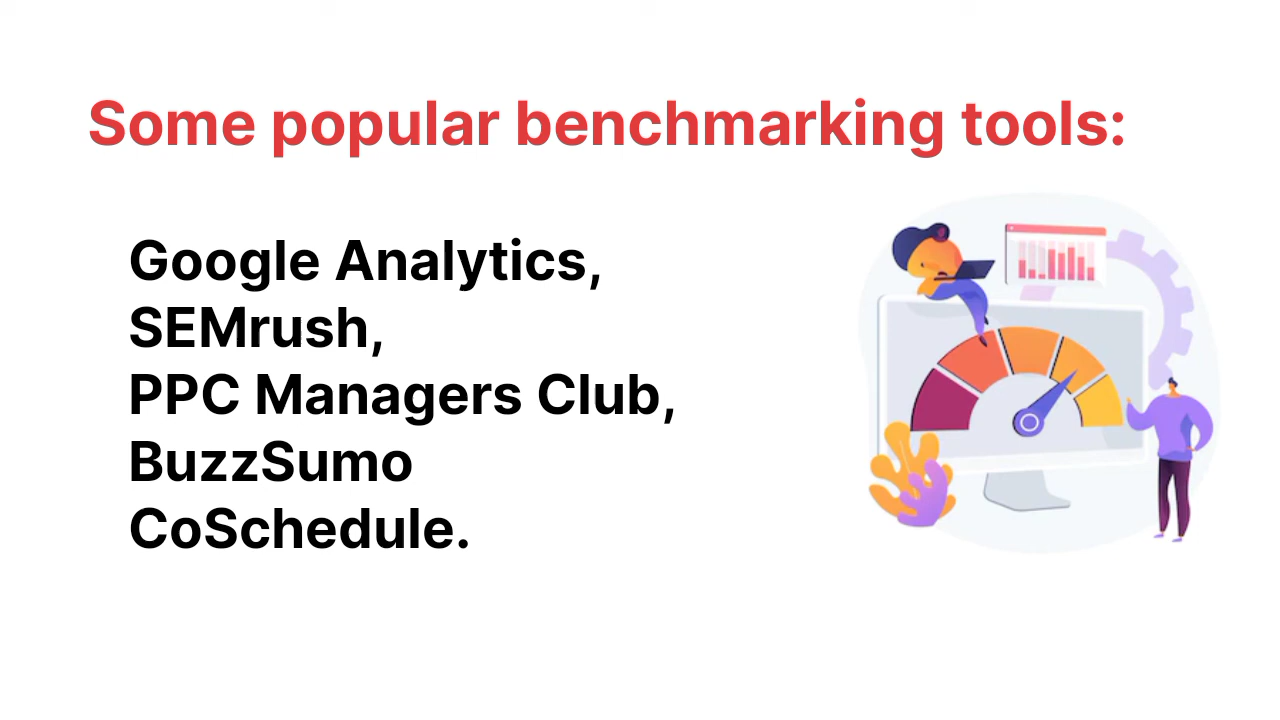 Some popular benchmarking tools:
Google Analytics,
SEMrush,
PPC Managers Club,
BuzzSumo
CoSchedule.